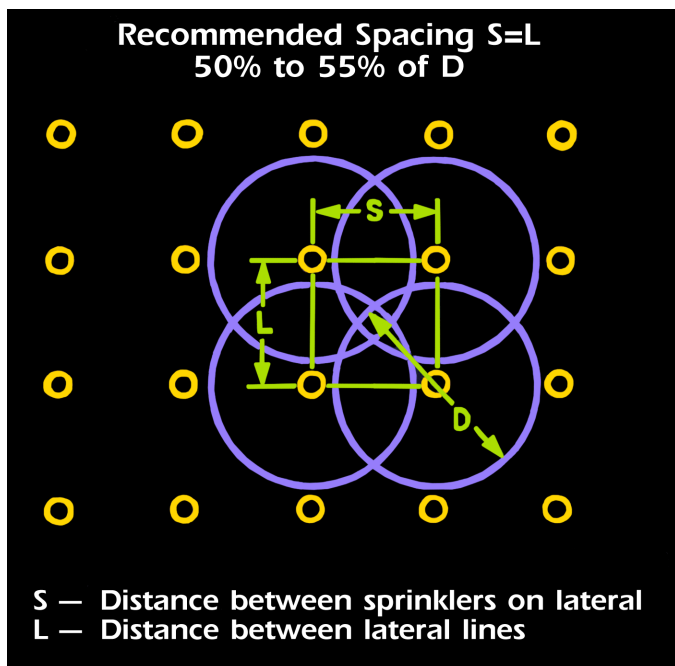 Recommended Spacing S=L
50% to 55% of D
S
L
D
S — Distance between sprinklers on lateral
L — Distance between lateral lines